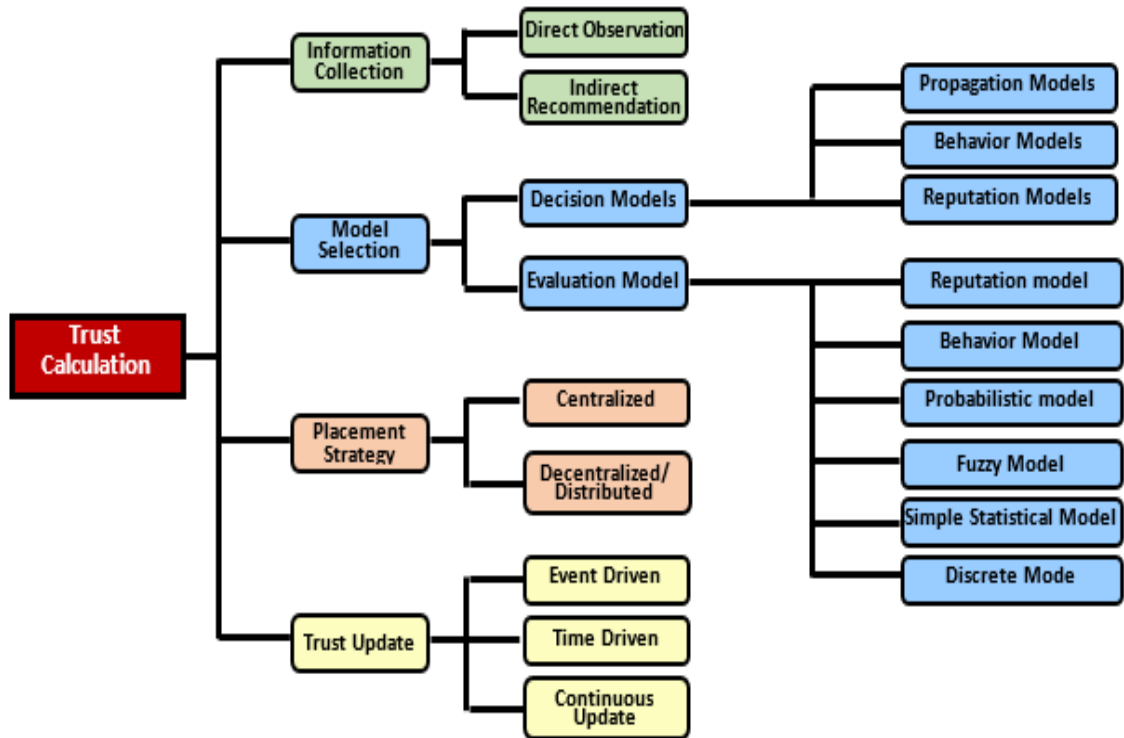 Trust
Calculation
Information
Collection
Direct Observation
Indirect
Recommendation
Model
Selection
Decision Models
Propagation Models
Behavior Models
Reputation Models
Evaluation Model
Reputation model
Behavior Model
Probabilistic model
Fuzzy Model
Simple Statistical Model
Discrete Mode
Placement
Strategy
Centralized
Decentralized/
Distributed
Trust Update
Event Driven
Time Driven
Continuous
Update